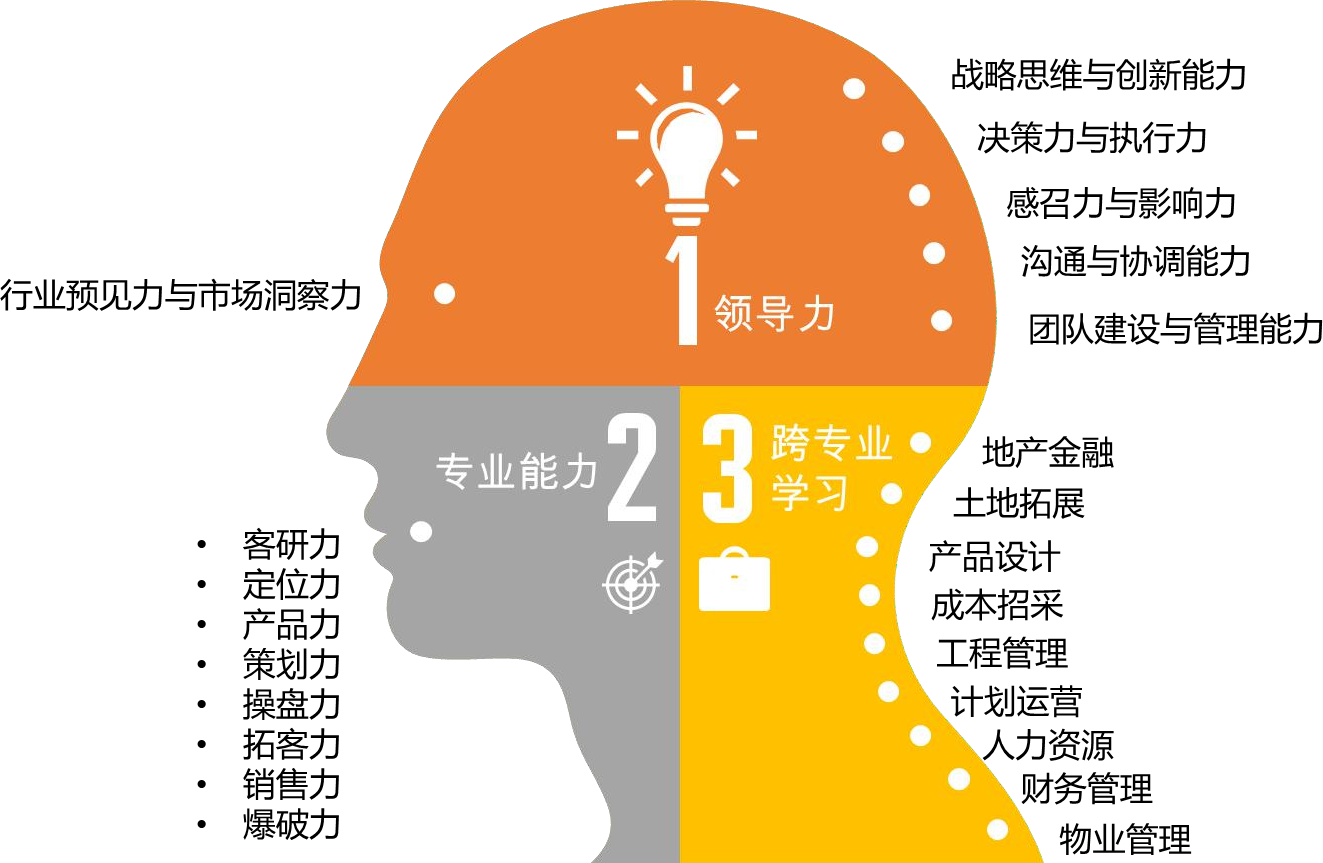 战略思维与创新能力
决策力与执行力
感召力与影响力
沟通与协调能力
团队建设与管理能力
行业预见力与市场洞察力
1
领导力
2
专业能力
• 客研力
• 定位力
• 产品力
• 策划力
• 操盘力
• 拓客力
• 销售力
• 爆破力
3
跨专业
学习
地产金融
土地拓展
产品设计
成本招采
工程管理
计划运营
人力资源
财务管理
物业管理